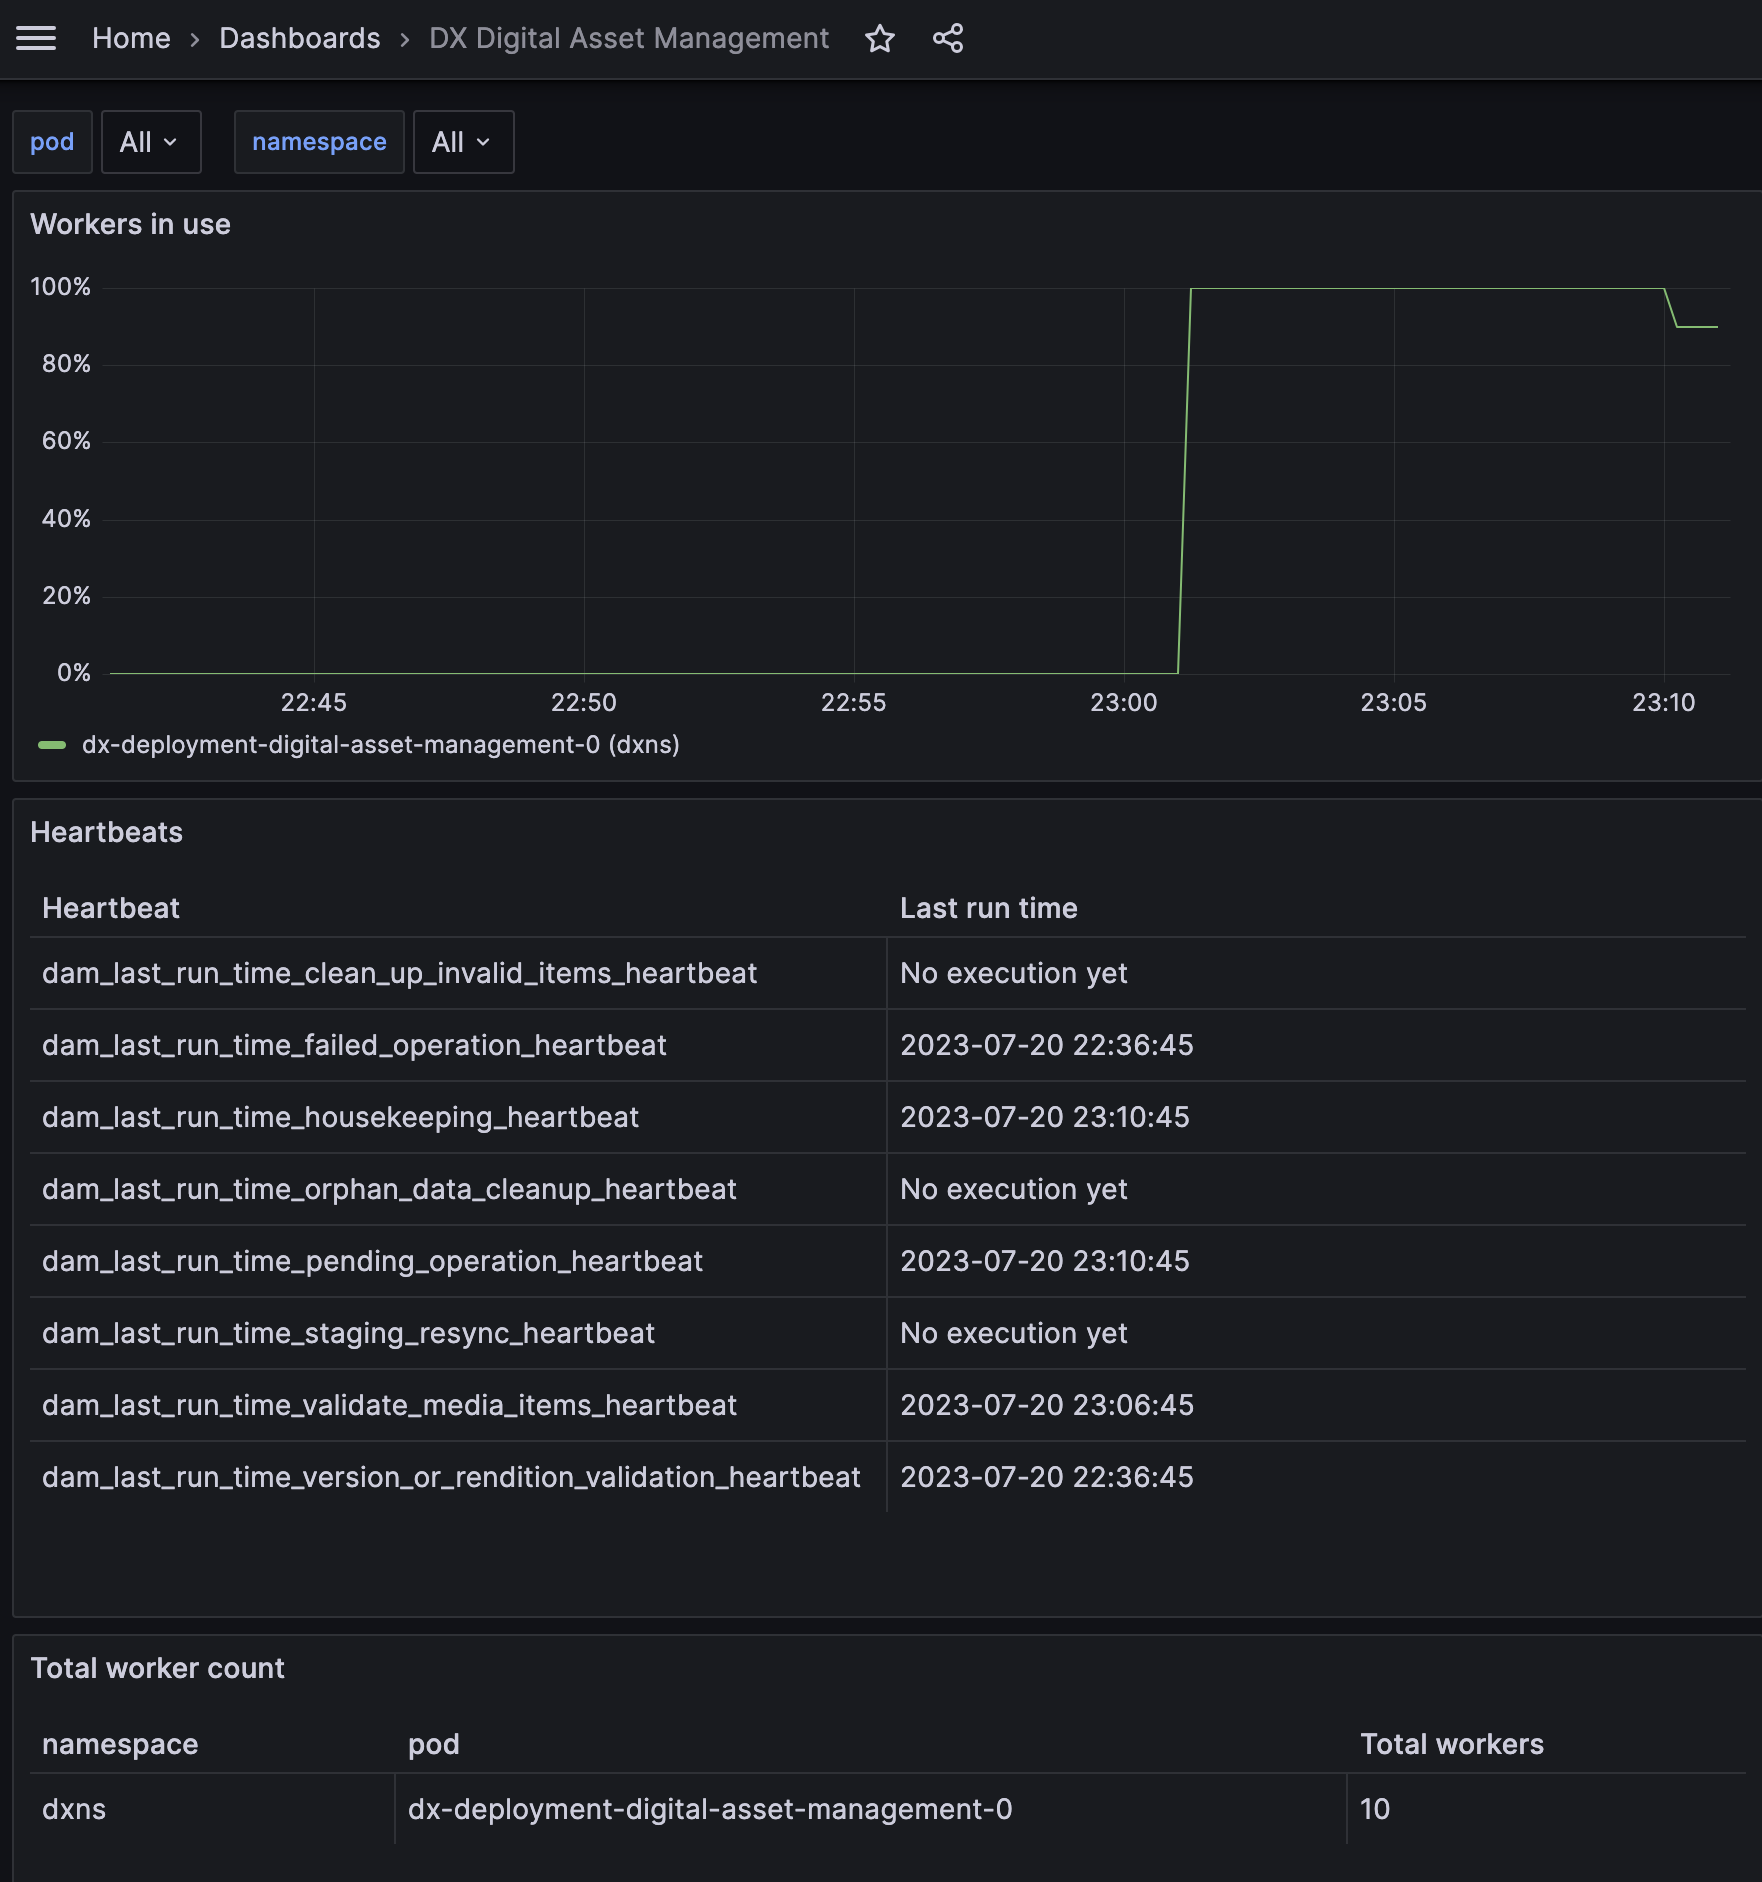 Home › Dashboards › DX Digital Asset Management
pod All namespace All
Workers in use
100%
80%
60%
40%
20%
0%
22:45 22:50 22:55 23:00 23:05 23:10
dx-deployment-digital-asset-management-0 (dxns)
Heartbeats
Heartbeat Last run time
dam_last_run_time_clean_up_invalid_items_heartbeat No execution yet
dam_last_run_time_failed_operation_heartbeat 2023-07-20 22:36:45
dam_last_run_time_housekeeping_heartbeat 2023-07-20 23:10:45
dam_last_run_time_orphan_data_cleanup_heartbeat No execution yet
dam_last_run_time_pending_operation_heartbeat 2023-07-20 23:10:45
dam_last_run_time_staging_resync_heartbeat No execution yet
dam_last_run_time_validate_media_items_heartbeat 2023-07-20 23:06:45
dam_last_run_time_version_or_rendition_validation_heartbeat 2023-07-20 22:36:45
Total worker count
namespace pod Total workers
dxns dx-deployment-digital-asset-management-0 10